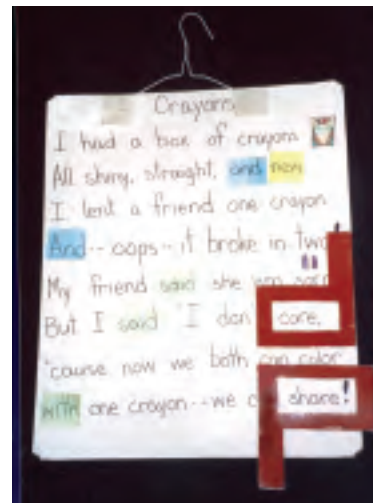 Crayons
I had a box of crayons
All shiny, straight, and new
I lent a friend one crayon
And--oops--it broke in two!
My friend said she was sorry
But I said "I don't care,
'cause now we both can color
with one crayon--we c share!